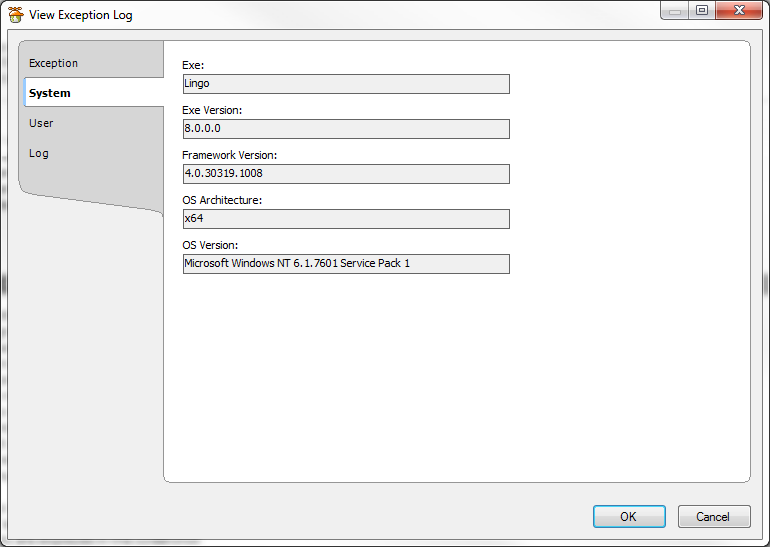 View Exception Log
Exception
System
User
Log
Exe:
Lingo
Exe Version:
8.0.0.0
Framework Version:
4.0.30319.1008
OS Architecture:
x64
OS Version:
Microsoft Windows NT 6.1.7601 Service Pack 1
OK
Cancel